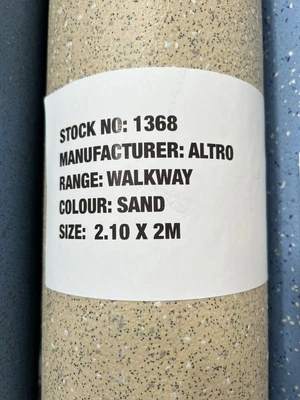 STOCK NO: 1368
MANUFACTURER: ALTRO
RANGE: WALKWAY
COLOUR: SAND
SIZE: 2.10 X 2M